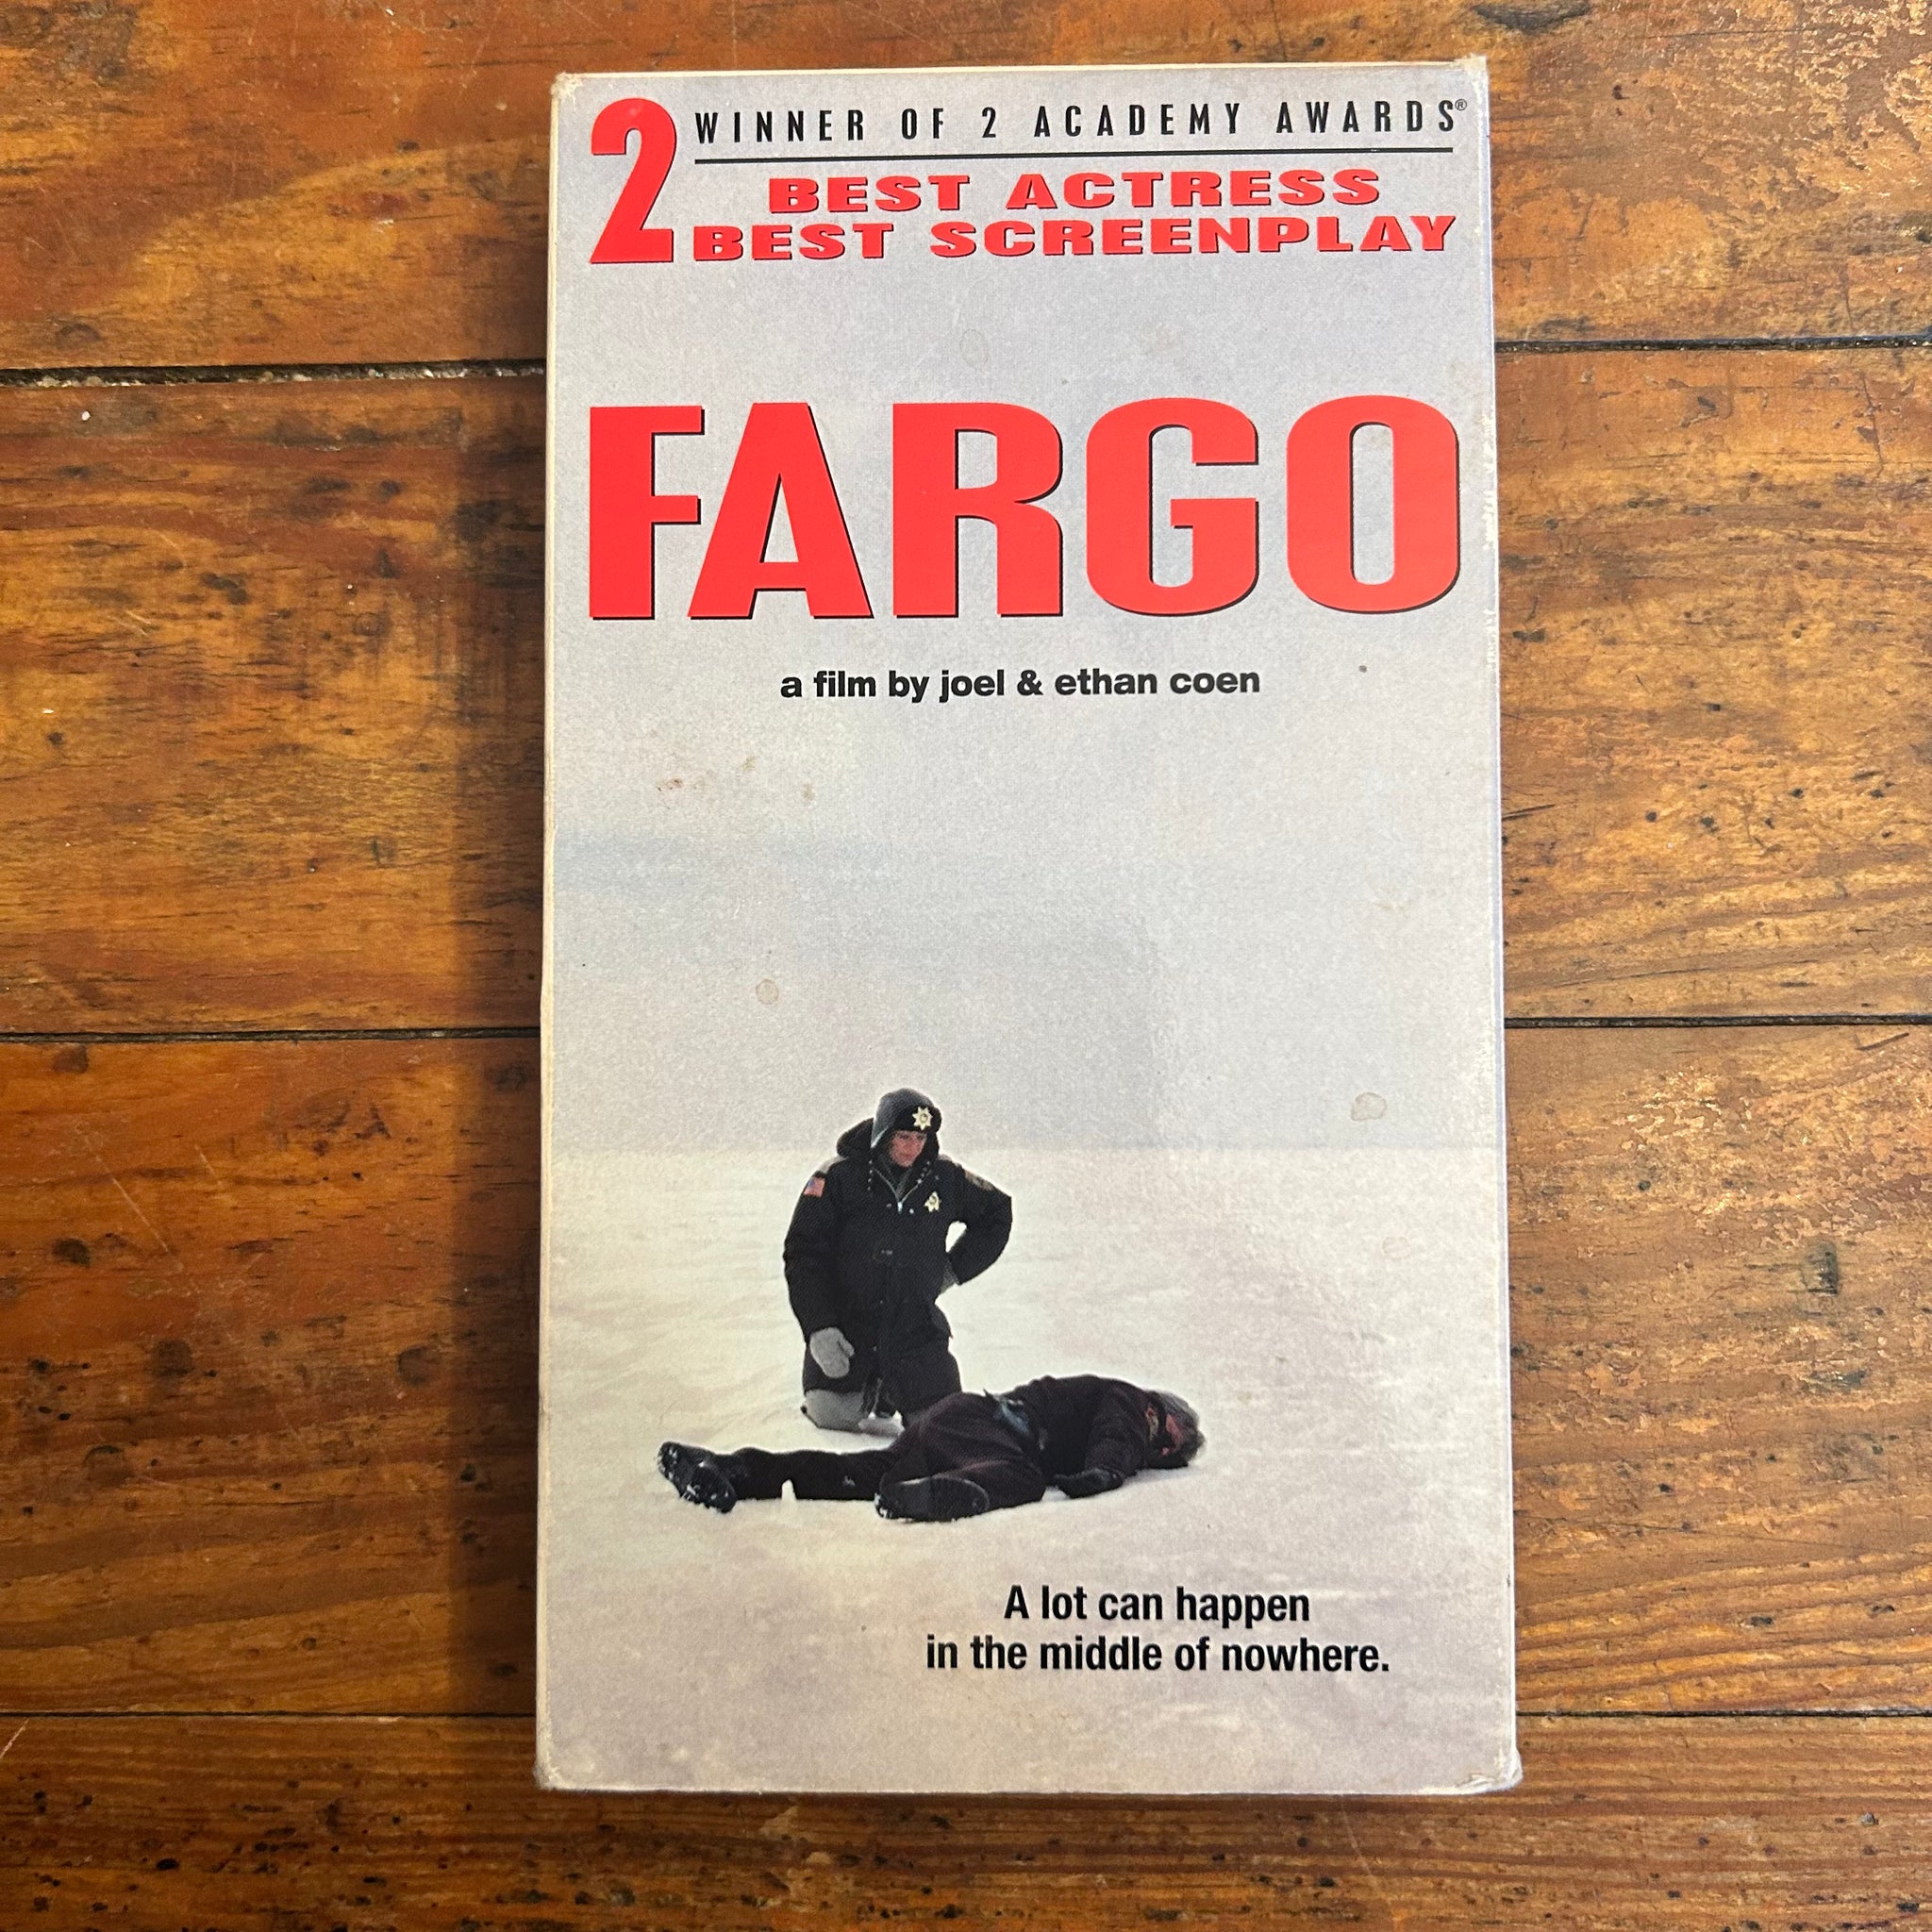 2 WINNER OF 2 ACADEMY AWARDS®
BEST ACTRESS
BEST SCREENPLAY
FARGO
a film by joel & ethan coen
A lot can happen
in the middle of nowhere.